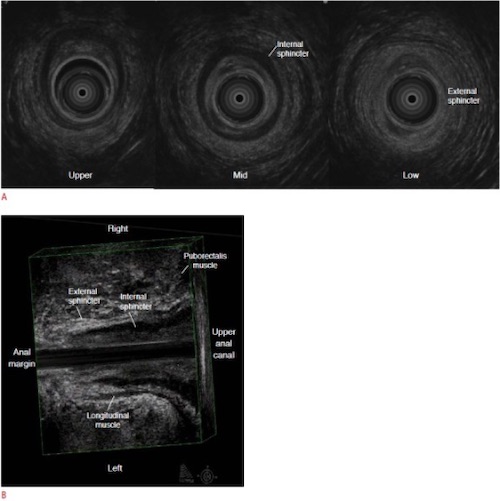 Internal
sphincter
External
sphincter
Upper
Mid
Low
A
Right
Puborectalis
muscle
External
sphincter
Internal
sphincter
Anal
margin
Upper
anal
canal
Longitudinal
muscle
Left
B